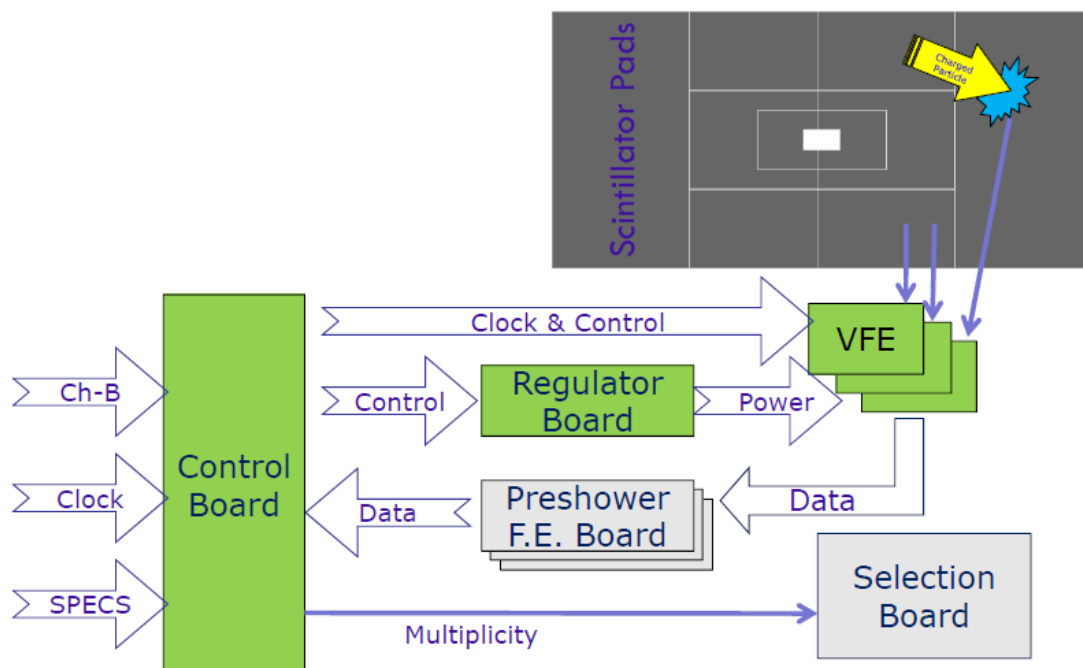 Scintillator Pads
Charged
Particle
Clock & Control
VFE
Ch-B
Control
Regulator
Board
Power
Control
Board
Clock
Data
Preshower
F.E. Board
Data
SPECS
Multiplicity
Selection
Board